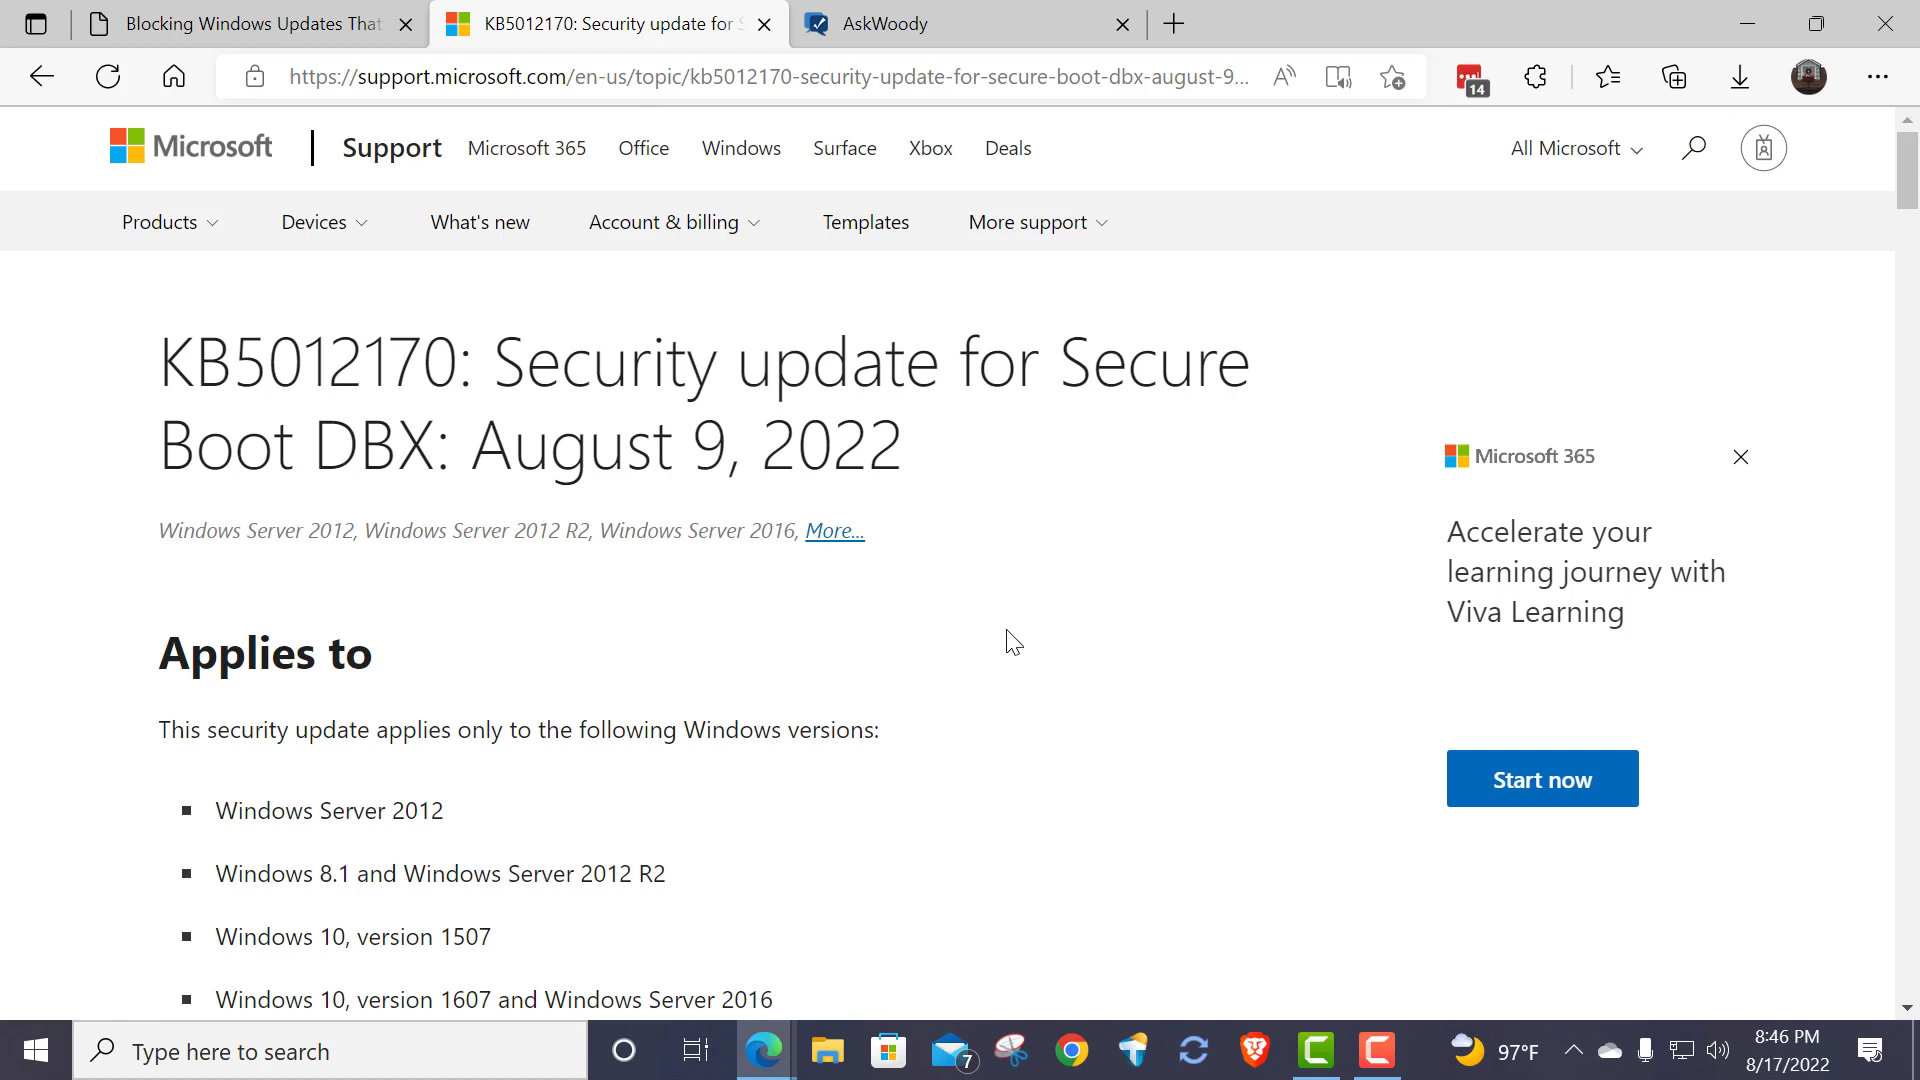 Blocking Windows Updates That
KB5012170: Security update for S
AskWoody
https://support.microsoft.com/en-us/topic/kb5012170-security-update-for-secure-boot-dbx-august-9...
14
Microsoft
Support
Microsoft 365
Office
Windows
Surface
Xbox
Deals
All Microsoft
Products
Devices
What's new
Account & billing
Templates
More support
KB5012170: Security update for Secure
Boot DBX: August 9, 2022
Windows Server 2012, Windows Server 2012 R2, Windows Server 2016, More...
Microsoft 365
Accelerate your
learning journey with
Viva Learning
Start now
Applies to
This security update applies only to the following Windows versions:
Windows Server 2012
Windows 8.1 and Windows Server 2012 R2
Windows 10, version 1507
Windows 10, version 1607 and Windows Server 2016
Type here to search
7
97°F
8:46 PM
8/17/2022